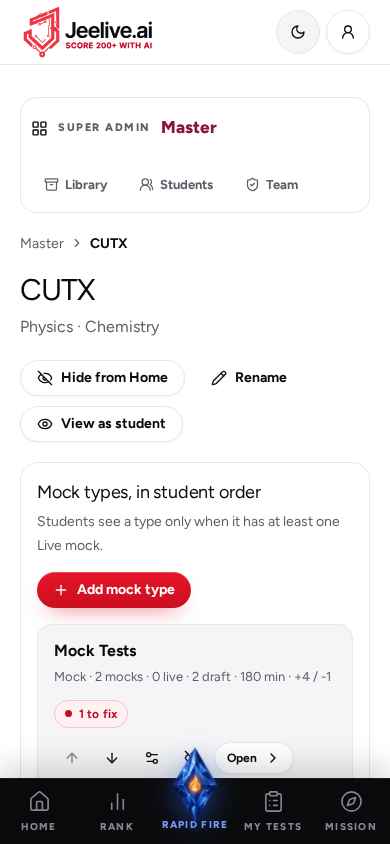 Jeelive.ai
SCORE 200+ WITH AI
SUPER ADMIN Master
Library Students Team
Master > CUTX
CUTX
Physics · Chemistry
Hide from Home Rename
View as student
Mock types, in student order
Students see a type only when it has at least one
Live mock.
+ Add mock type
Mock Tests
Mock · 2 mocks · 0 live · 2 draft · 180 min · +4 / -1
1 to fix
Open
HOME RANK RAPID FIRE MY TESTS MISSION